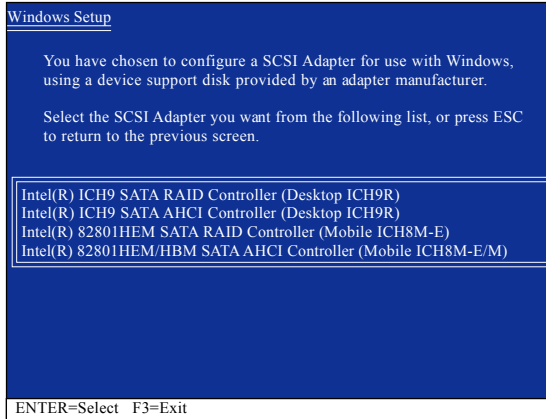 Windows Setup
You have chosen to configure a SCSI Adapter for use with Windows,
using a device support disk provided by an adapter manufacturer.
Select the SCSI Adapter you want from the following list, or press ESC
to return to the previous screen.
Intel(R) ICH9 SATA RAID Controller (Desktop ICH9R)
Intel(R) ICH9 SATA AHCI Controller (Desktop ICH9R)
Intel(R) 82801HEM SATA RAID Controller (Mobile ICH8M-E)
Intel(R) 82801HEM/HBM SATA AHCI Controller (Mobile ICH8M-E/M)
ENTER=Select F3=Exit